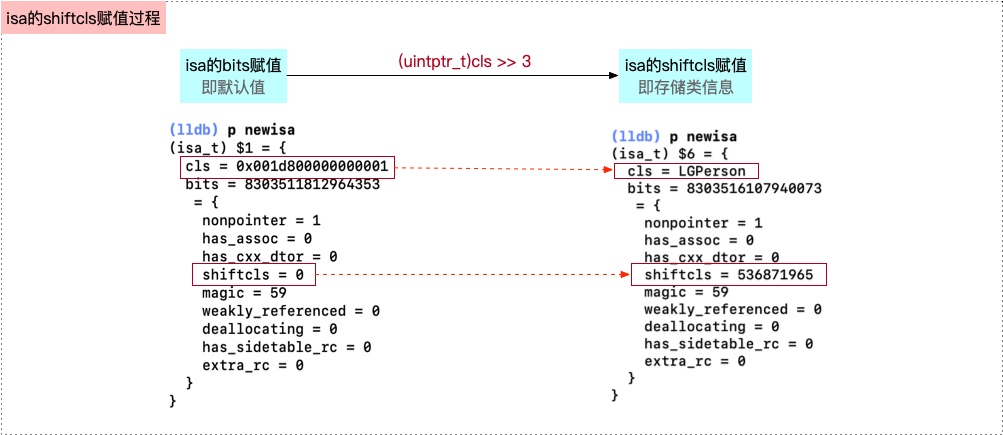 isa的shiftcls赋值过程
isa的bits赋值
即默认值
(uintptr_t)cls >> 3
isa的shiftcls赋值
即存储类信息
(lldb) p newisa
(isa_t) $1 = {
cls = 0x001d800000000001
bits = 8303511812964353
= {
nonpointer = 1
has_assoc = 0
has_cxx_dtor = 0
shiftcls = 0
magic = 59
weakly_referenced = 0
deallocating = 0
has_sidetable_rc = 0
extra_rc = 0
}
}
(lldb) p newisa
(isa_t) $6 = {
cls = LGPerson
bits = 8303516107940073
= {
nonpointer = 1
has_assoc = 0
has_cxx_dtor = 0
shiftcls = 536871965
magic = 59
weakly_referenced = 0
deallocating = 0
has_sidetable_rc = 0
extra_rc = 0
}
}